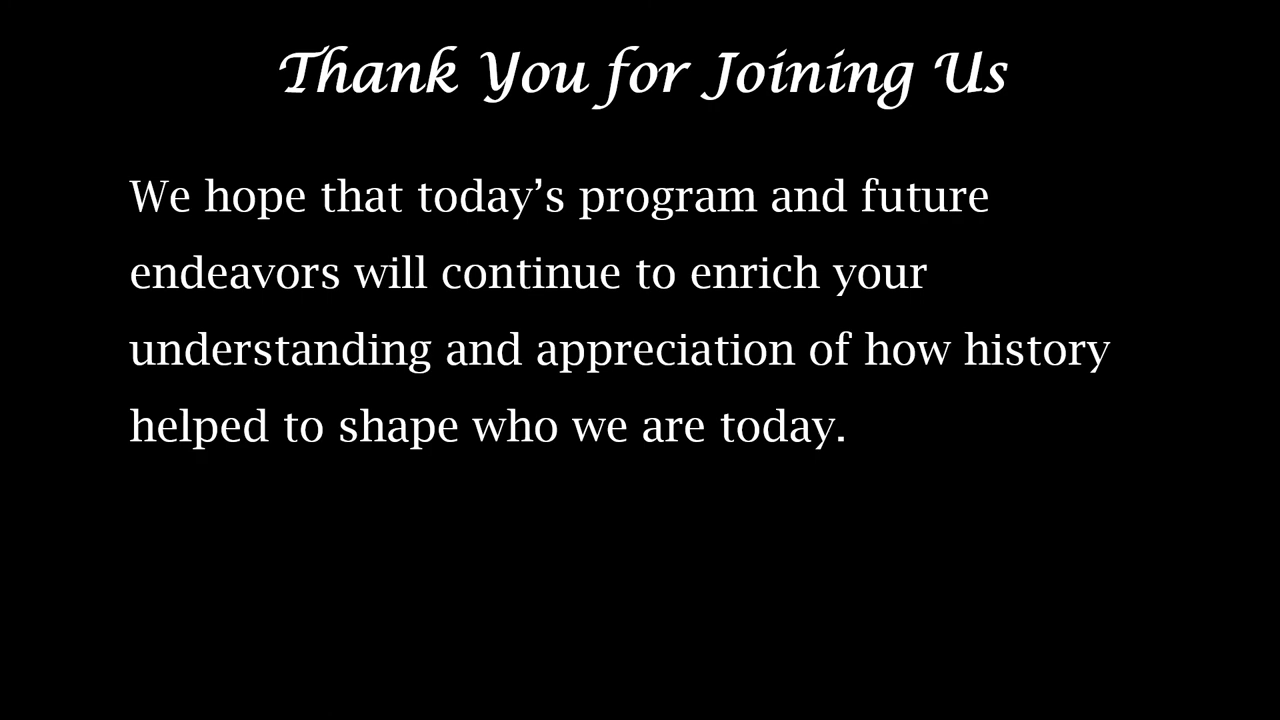 Thank You for Joining Us
We hope that today’s program and future
endeavors will continue to enrich your
understanding and appreciation of how history
helped to shape who we are today.